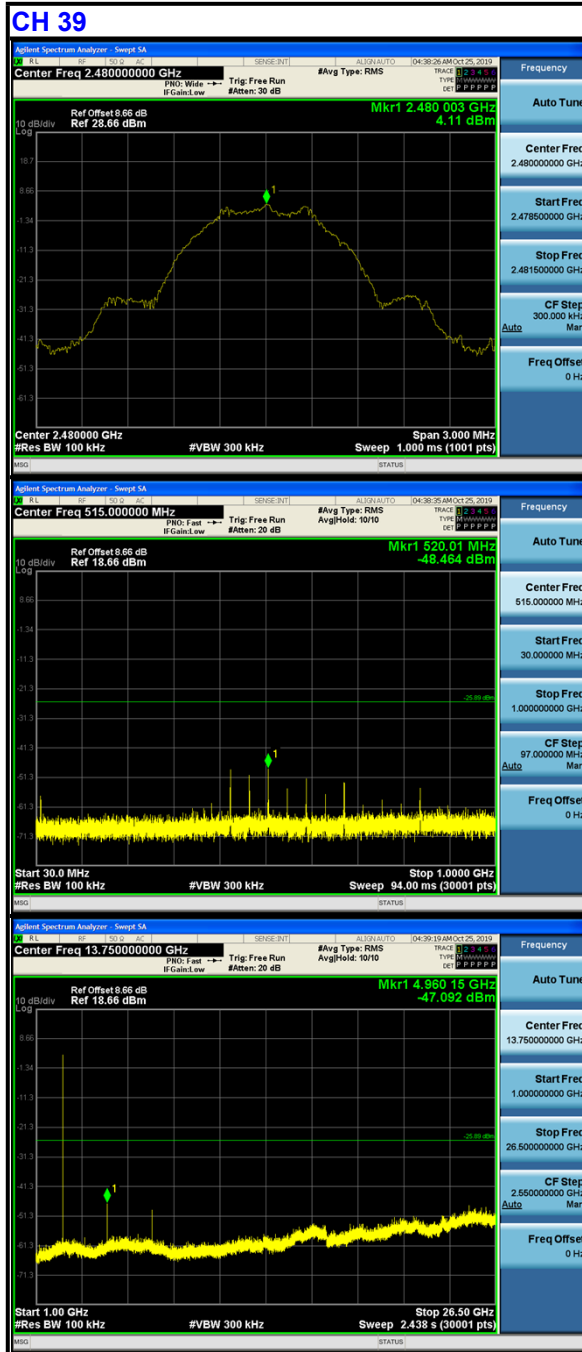 CH 39
Agilent Spectrum Analyzer - Swept SA
RL RF 50 Ω AC SENSE:INT ALIGN AUTO 04:38:26 AM Oct 25, 2019
Center Freq 2.480000000 GHz
PNO: Wide Trig: Free Run
IFGain:Low #Atten: 30 dB
#Avg Type: RMS
TRACE 1 2 3 4 5 6
TYPE M W W W W W
DET P P P P P P
Ref Offset 8.66 dB
10 dB/div Ref 28.66 dBm
Log
Mkr1 2.480 003 GHz
4.11 dBm
18.7
8.66
-1.34
-11.3
-21.3
-31.3
-41.3
-51.3
-61.3
1
Center 2.480000 GHz Span 3.000 MHz
#Res BW 100 kHz #VBW 300 kHz Sweep 1.000 ms (1001 pts)
MSG STATUS
Frequency
Auto Tune
Center Freq
2.480000000 GHz
Start Freq
2.478500000 GHz
Stop Freq
2.481500000 GHz
CF Step
300.000 kHz
Auto Man
Freq Offset
0 Hz
Agilent Spectrum Analyzer - Swept SA
RL RF 50 Ω AC SENSE:INT ALIGN AUTO 04:38:35 AM Oct 25, 2019
Center Freq 515.000000 MHz
PNO: Fast Trig: Free Run
IFGain:Low #Atten: 20 dB
#Avg Type: RMS
Avg|Hold: 10/10
TRACE 1 2 3 4 5 6
TYPE M W W W W W
DET P P P P P P
Ref Offset 8.66 dB
10 dB/div Ref 18.66 dBm
Log
Mkr1 520.01 MHz
-48.464 dBm
8.66
-1.34
-11.3
-21.3
-31.3
-41.3
-51.3
-61.3
-71.3
-25.89 dBm
1
Start 30.0 MHz Stop 1.0000 GHz
#Res BW 100 kHz #VBW 300 kHz Sweep 94.00 ms (30001 pts)
MSG STATUS
Frequency
Auto Tune
Center Freq
515.000000 MHz
Start Freq
30.000000 MHz
Stop Freq
1.000000000 GHz
CF Step
97.000000 MHz
Auto Man
Freq Offset
0 Hz
Agilent Spectrum Analyzer - Swept SA
RL RF 50 Ω AC SENSE:INT ALIGN AUTO 04:39:19 AM Oct 25, 2019
Center Freq 13.750000000 GHz
PNO: Fast Trig: Free Run
IFGain:Low #Atten: 20 dB
#Avg Type: RMS
Avg|Hold: 10/10
TRACE 1 2 3 4 5 6
TYPE M W W W W W
DET P P P P P P
Ref Offset 8.66 dB
10 dB/div Ref 18.66 dBm
Log
Mkr1 4.960 15 GHz
-47.092 dBm
8.66
-1.34
-11.3
-21.3
-31.3
-41.3
-51.3
-61.3
-71.3
-25.89 dBm
1
Start 1.00 GHz Stop 26.50 GHz
#Res BW 100 kHz #VBW 300 kHz Sweep 2.438 s (30001 pts)
MSG STATUS
Frequency
Auto Tune
Center Freq
13.750000000 GHz
Start Freq
1.000000000 GHz
Stop Freq
26.500000000 GHz
CF Step
2.550000000 GHz
Auto Man
Freq Offset
0 Hz